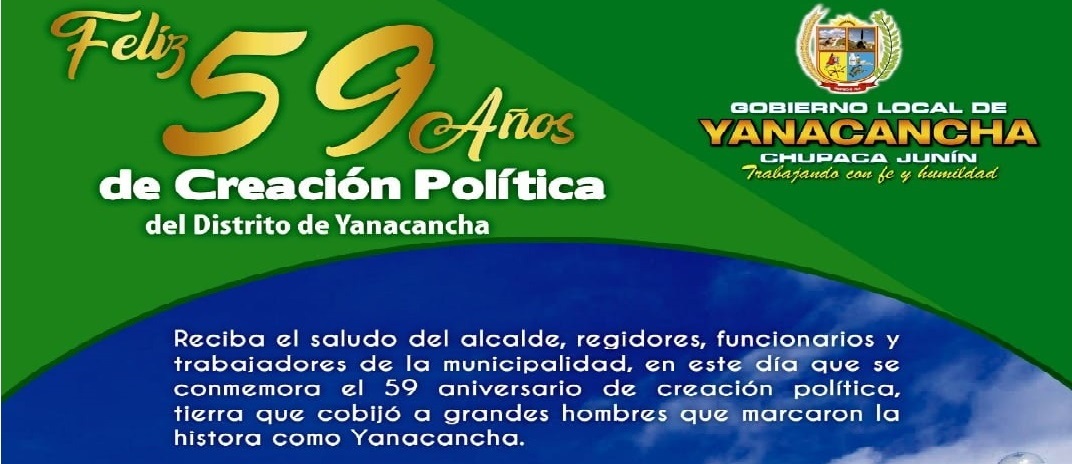 Feliz 59 Años
de Creación Política
del Distrito de Yanacancha
GOBIERNO LOCAL DE
YANACANCHA
CHUPACA JUNÍN
Trabajando con fe y humildad
Reciba el saludo del alcalde, regidores, funcionarios y
trabajadores de la municipalidad, en este día que se
conmemora el 59 aniversario de creación política,
tierra que cobijó a grandes hombres que marcaron la
histora como Yanacancha.